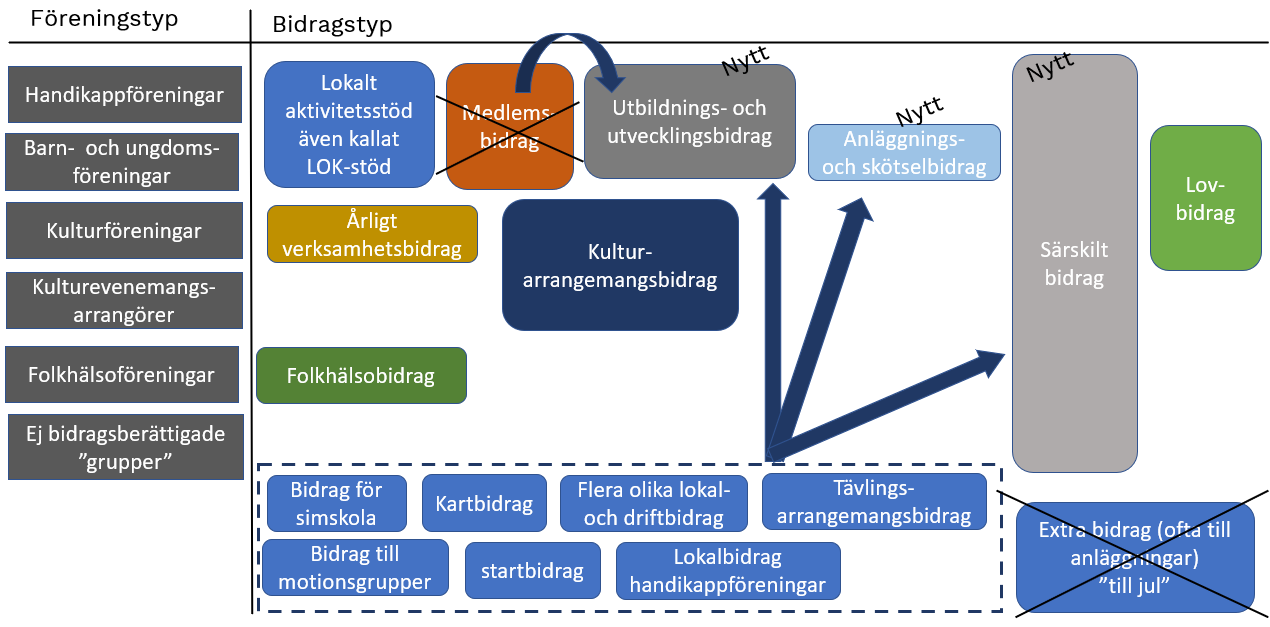 Föreningstyp
Bidragstyp
Handikappföreningar
Barn- och ungdoms-
föreningar
Kulturföreningar
Kulturevenemangs-
arrangörer
Folkhälsoföreningar
Ej bidragsberättigade
”grupper”
Lokalt
aktivitetsstöd
även kallat
LOK-stöd
Medlems-
bidrag
Nytt
Utbildnings- och
utvecklingsbidrag
Nytt
Anläggnings-
och skötselbidrag
Nytt
Särskilt
bidrag
Lov-
bidrag
Årligt
verksamhetsbidrag
Kultur-
arrangemangsbidrag
Folkhälsobidrag
Bidrag för
simskola
Kartbidrag
Flera olika lokal-
och driftbidrag
Tävlings-
arrangemangsbidrag
Bidrag till
motionsgrupper
startbidrag
Lokalbidrag
handikappföreningar
Extra bidrag (ofta till
anläggningar)
”till jul”